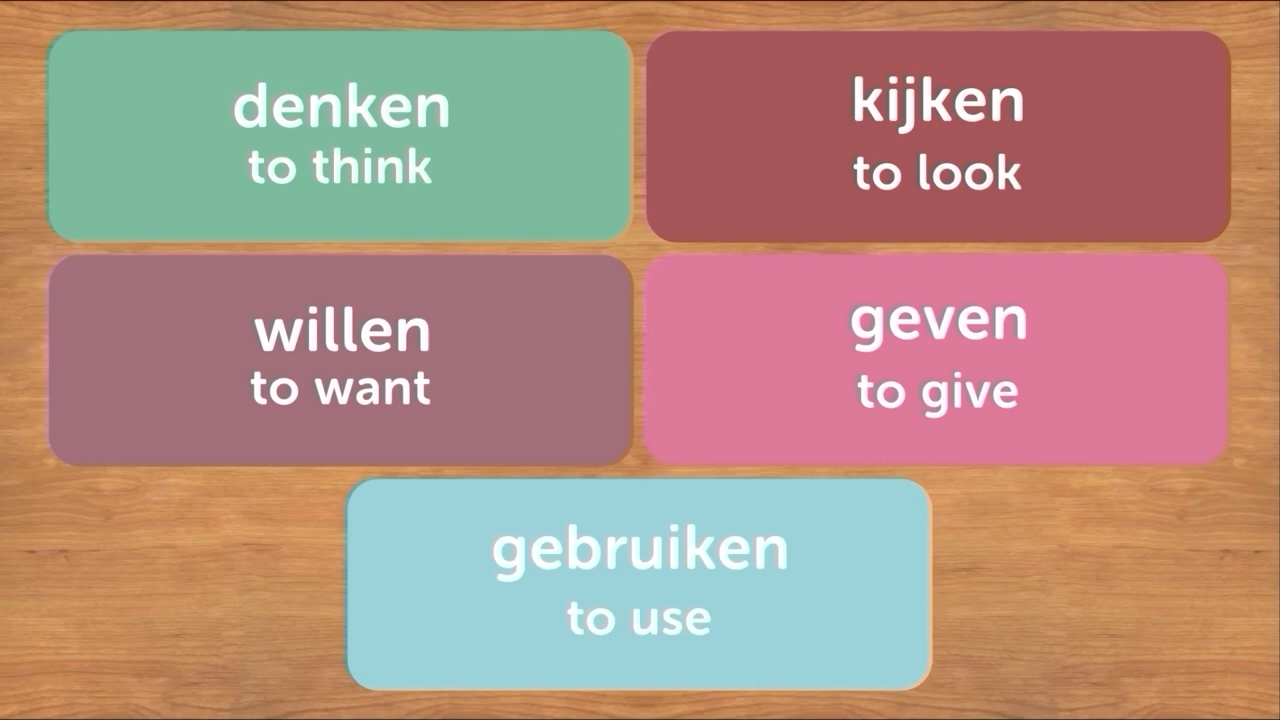 denken
to think
kijken
to look
willen
to want
geven
to give
gebruiken
to use